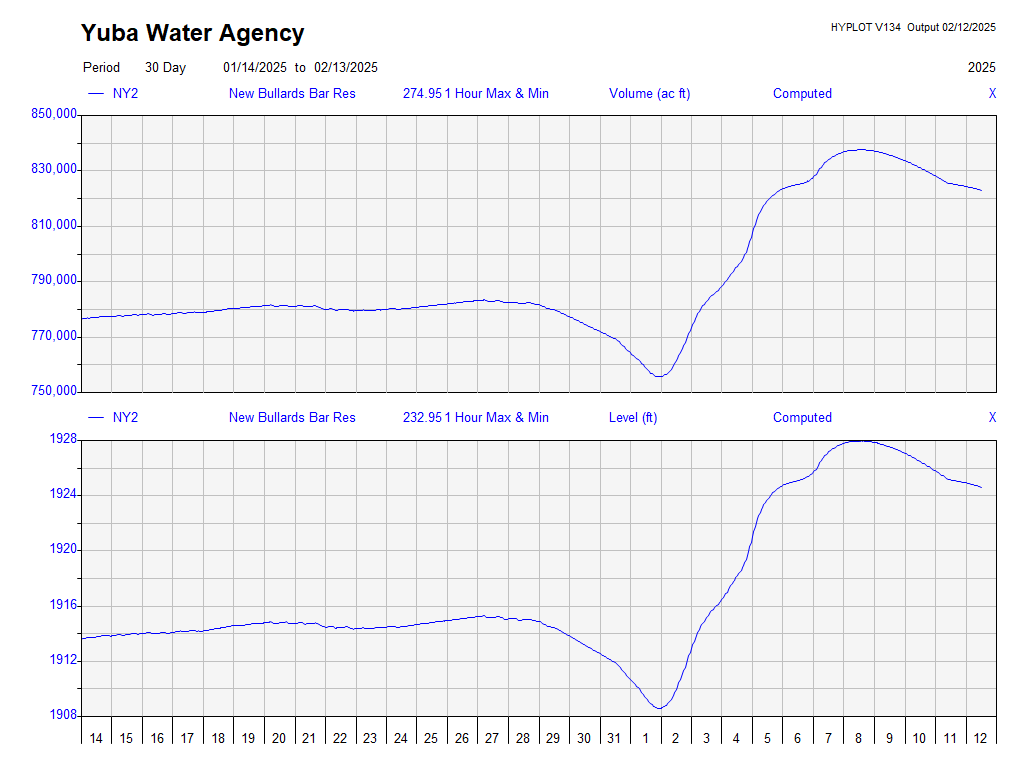 Yuba Water Agency
HYPLOT V134 Output 02/12/2025
Period 30 Day 01/14/2025 to 02/13/2025 2025
NY2 New Bullards Bar Res 274.95 1 Hour Max & Min Volume (ac ft) Computed X
850,000
830,000
810,000
790,000
770,000
750,000
NY2 New Bullards Bar Res 232.95 1 Hour Max & Min Level (ft) Computed X
1928
1924
1920
1916
1912
1908
14 15 16 17 18 19 20 21 22 23 24 25 26 27 28 29 30 31 1 2 3 4 5 6 7 8 9 10 11 12